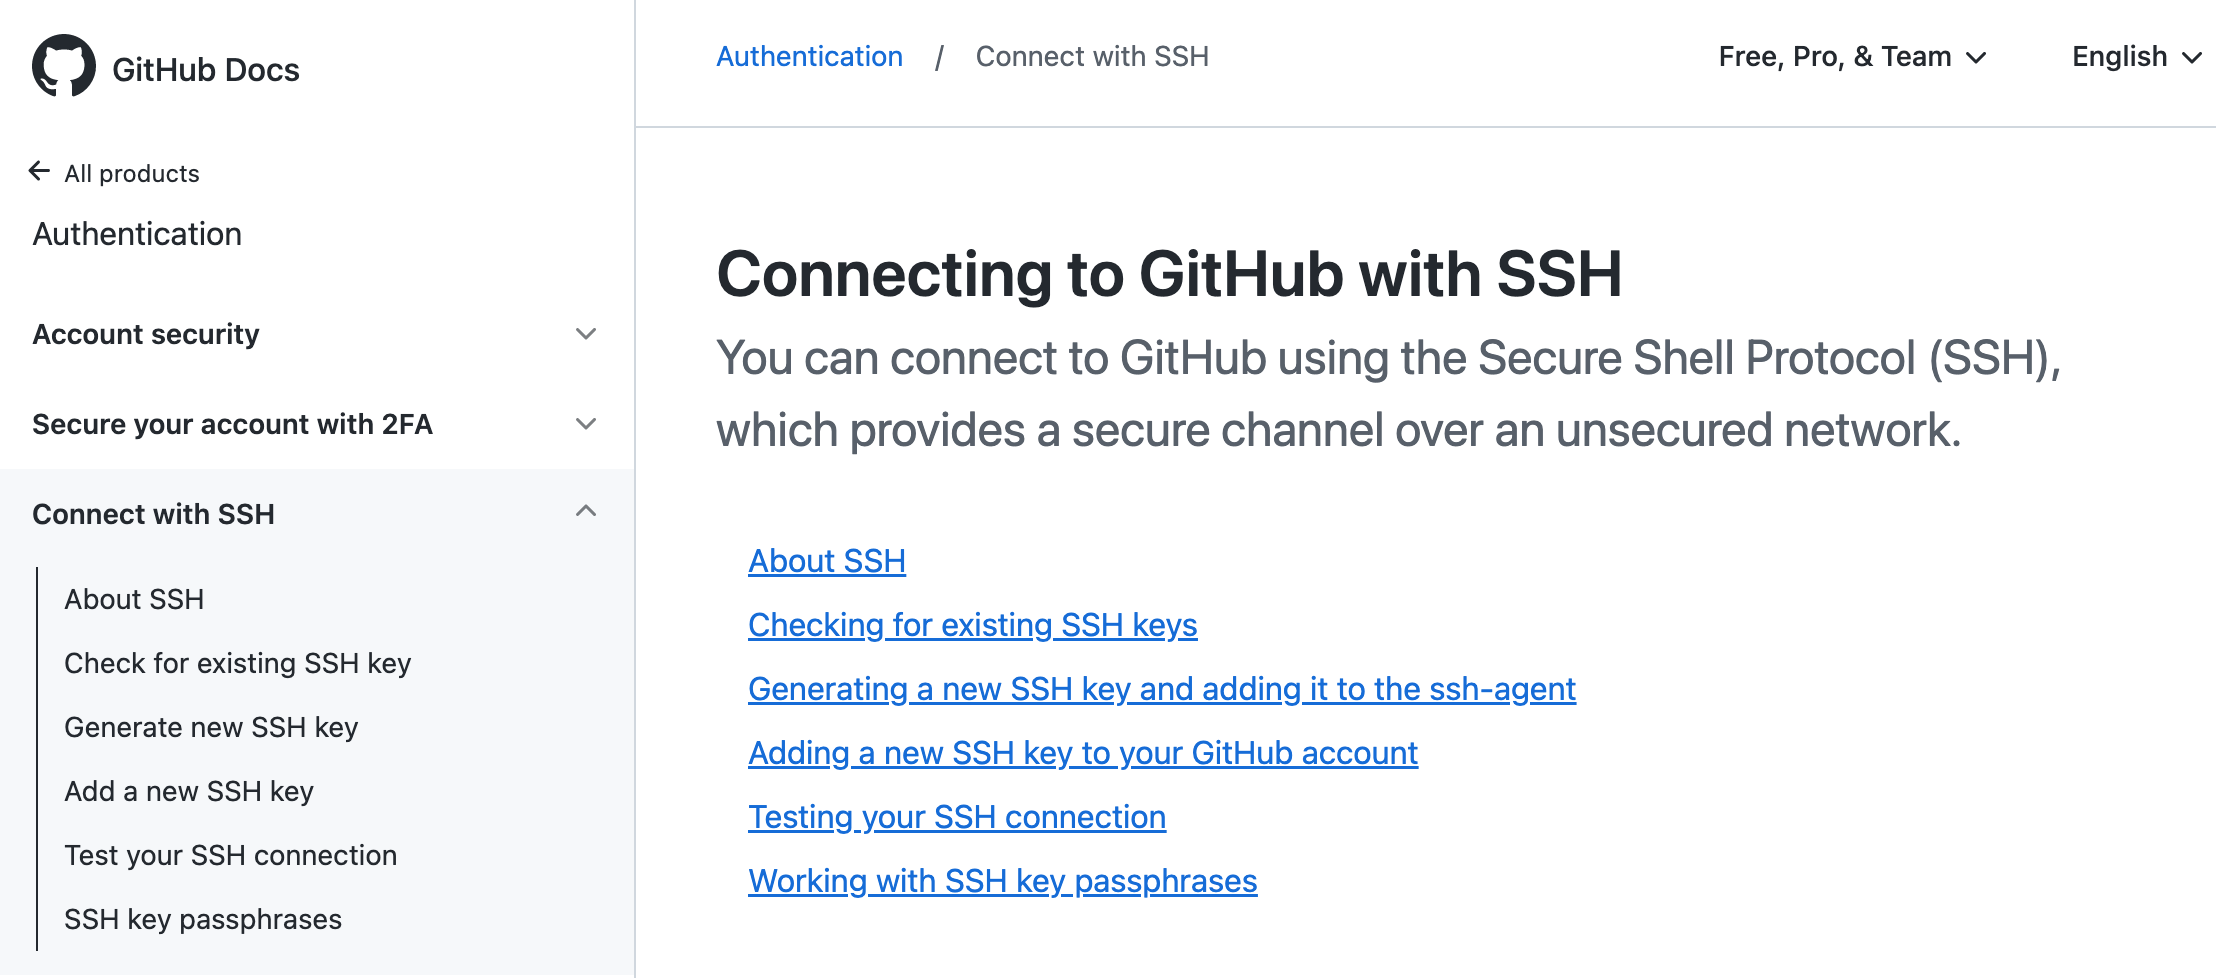 GitHub Docs
All products
Authentication
Account security
Secure your account with 2FA
Connect with SSH
About SSH
Check for existing SSH key
Generate new SSH key
Add a new SSH key
Test your SSH connection
SSH key passphrases
Authentication / Connect with SSH
Free, Pro, & Team
English
Connecting to GitHub with SSH
You can connect to GitHub using the Secure Shell Protocol (SSH),
which provides a secure channel over an unsecured network.
About SSH
Checking for existing SSH keys
Generating a new SSH key and adding it to the ssh-agent
Adding a new SSH key to your GitHub account
Testing your SSH connection
Working with SSH key passphrases